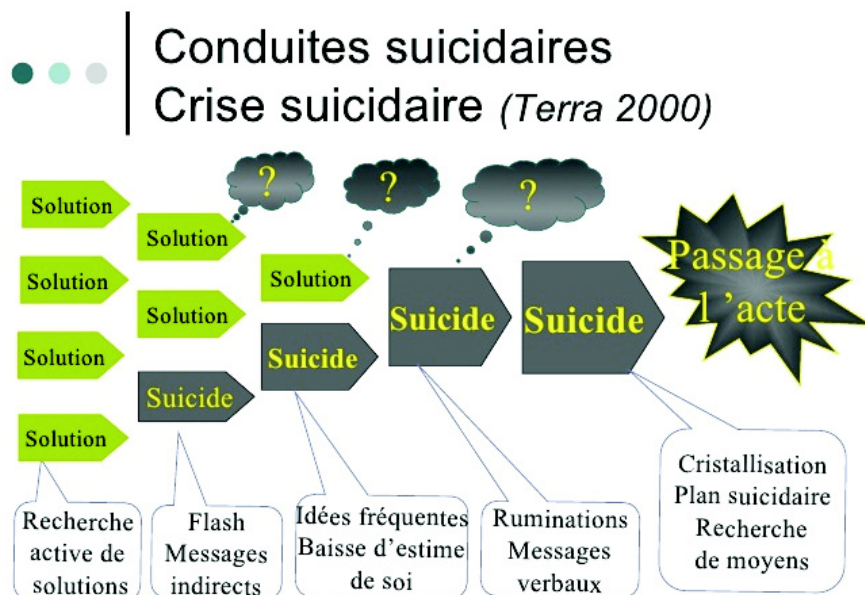 Conduites suicidaires
Crise suicidaire (Terra 2000)
Solution
Solution
Solution
Solution
Solution
Solution
Suicide
Solution
Suicide
Suicide
Suicide
?
?
?
Passage à
l ’acte
Recherche
active de
solutions
Flash
Messages
indirects
Idées fréquentes
Baisse d’estime
de soi
Ruminations
Messages
verbaux
Cristallisation
Plan suicidaire
Recherche
de moyens